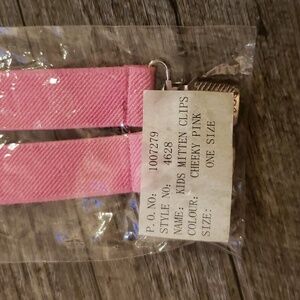 P.O.NO: 1007279
STYLE NO: 4628
NAME: KIDS MITTEN CLIPS
COLOUR: CHEEKY PINK
SIZE: ONE SIZE